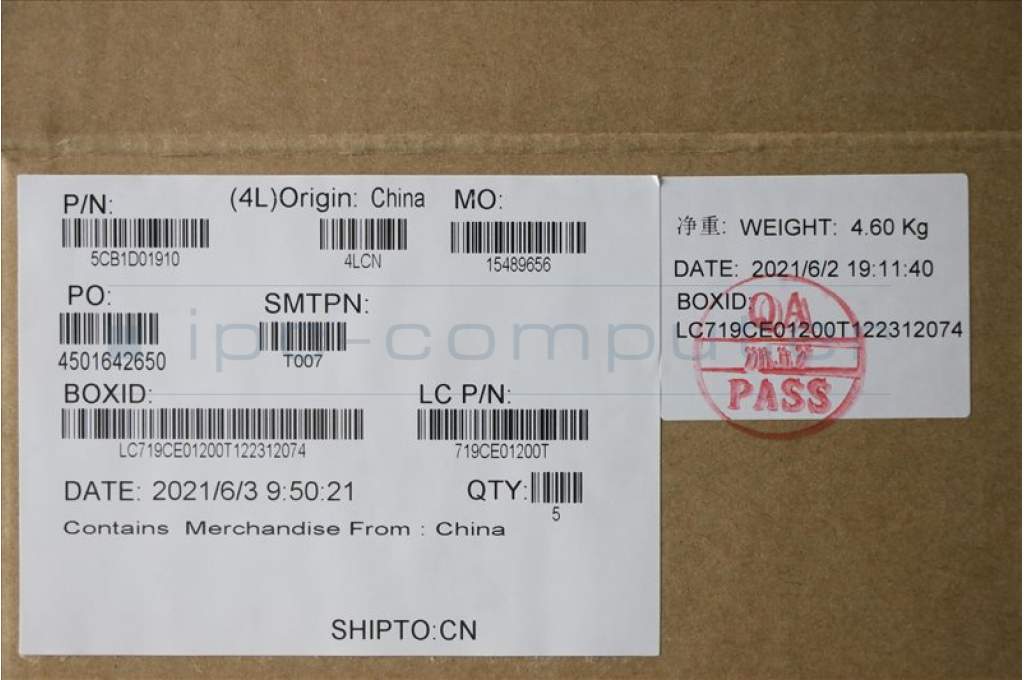 P/N:
5CB1D01910
(4L)Origin: China
4LCN
MO:
15489656
PO:
4501642650
SMTPN:
T007
BOXID:
LC719CE01200T122312074
LC P/N:
719CE01200T
DATE: 2021/6/3 9:50:21
QTY:
5
Contains Merchandise From : China
SHIPTO:CN
净重: WEIGHT: 4.60 Kg
DATE: 2021/6/2 19:11:40
BOXID:
LC719CE01200T122312074
QA
PASS